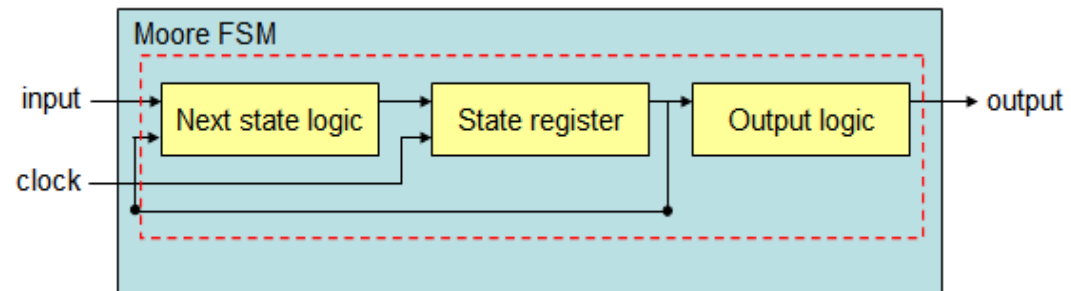 Moore FSM
input
Next state logic
State register
Output logic
output
clock